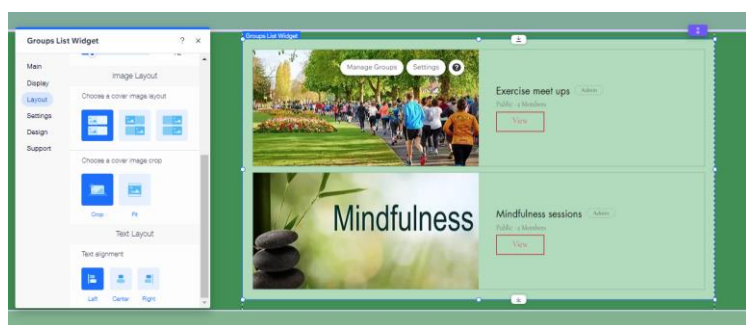 Groups List Widget
?
×
Main
Display
Layout
Settings
Design
Support
Image Layout
Choose a cover image layout
Choose a cover image crop
Crop
Fit
Text Layout
Text alignment
Left
Center
Right
Groups List Widget
Manage Groups
Settings
?
Exercise meet ups
Admin
Public · 2 Members
View
Mindfulness
Mindfulness sessions
Admin
Public · 2 Members
View